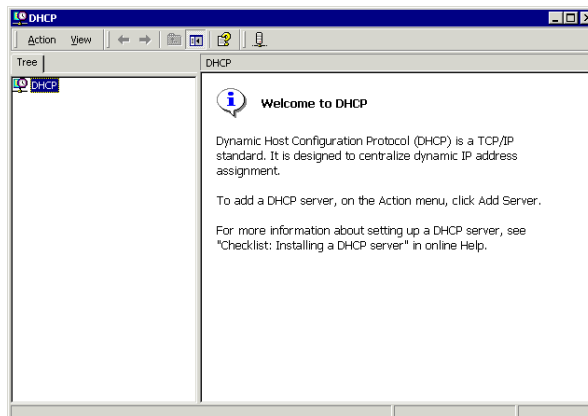 DHCP
Action View
Tree
DHCP
DHCP
Welcome to DHCP
Dynamic Host Configuration Protocol (DHCP) is a TCP/IP
standard. It is designed to centralize dynamic IP address
assignment.
To add a DHCP server, on the Action menu, click Add Server.
For more information about setting up a DHCP server, see
"Checklist: Installing a DHCP server" in online Help.